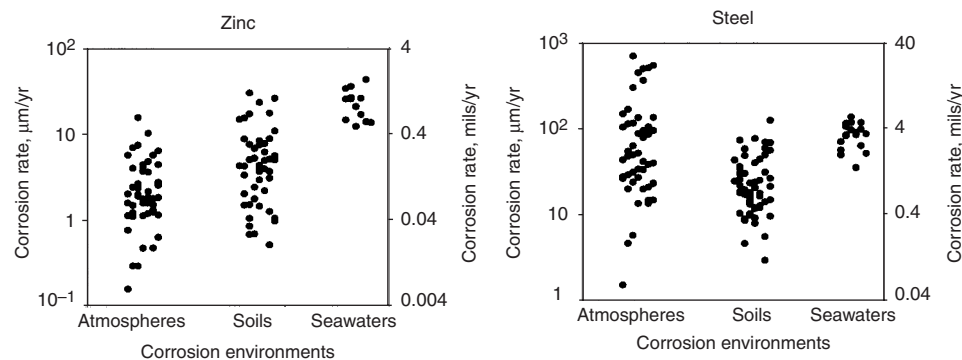 Zinc
10²
10
1
10⁻¹
Corrosion rate, μm/yr
4
0.4
0.04
0.004
Corrosion rate, mils/yr
Atmospheres Soils Seawaters
Corrosion environments
Steel
10³
10²
10
1
Corrosion rate, μm/yr
40
4
0.4
0.04
Corrosion rate, mils/yr
Atmospheres Soils Seawaters
Corrosion environments